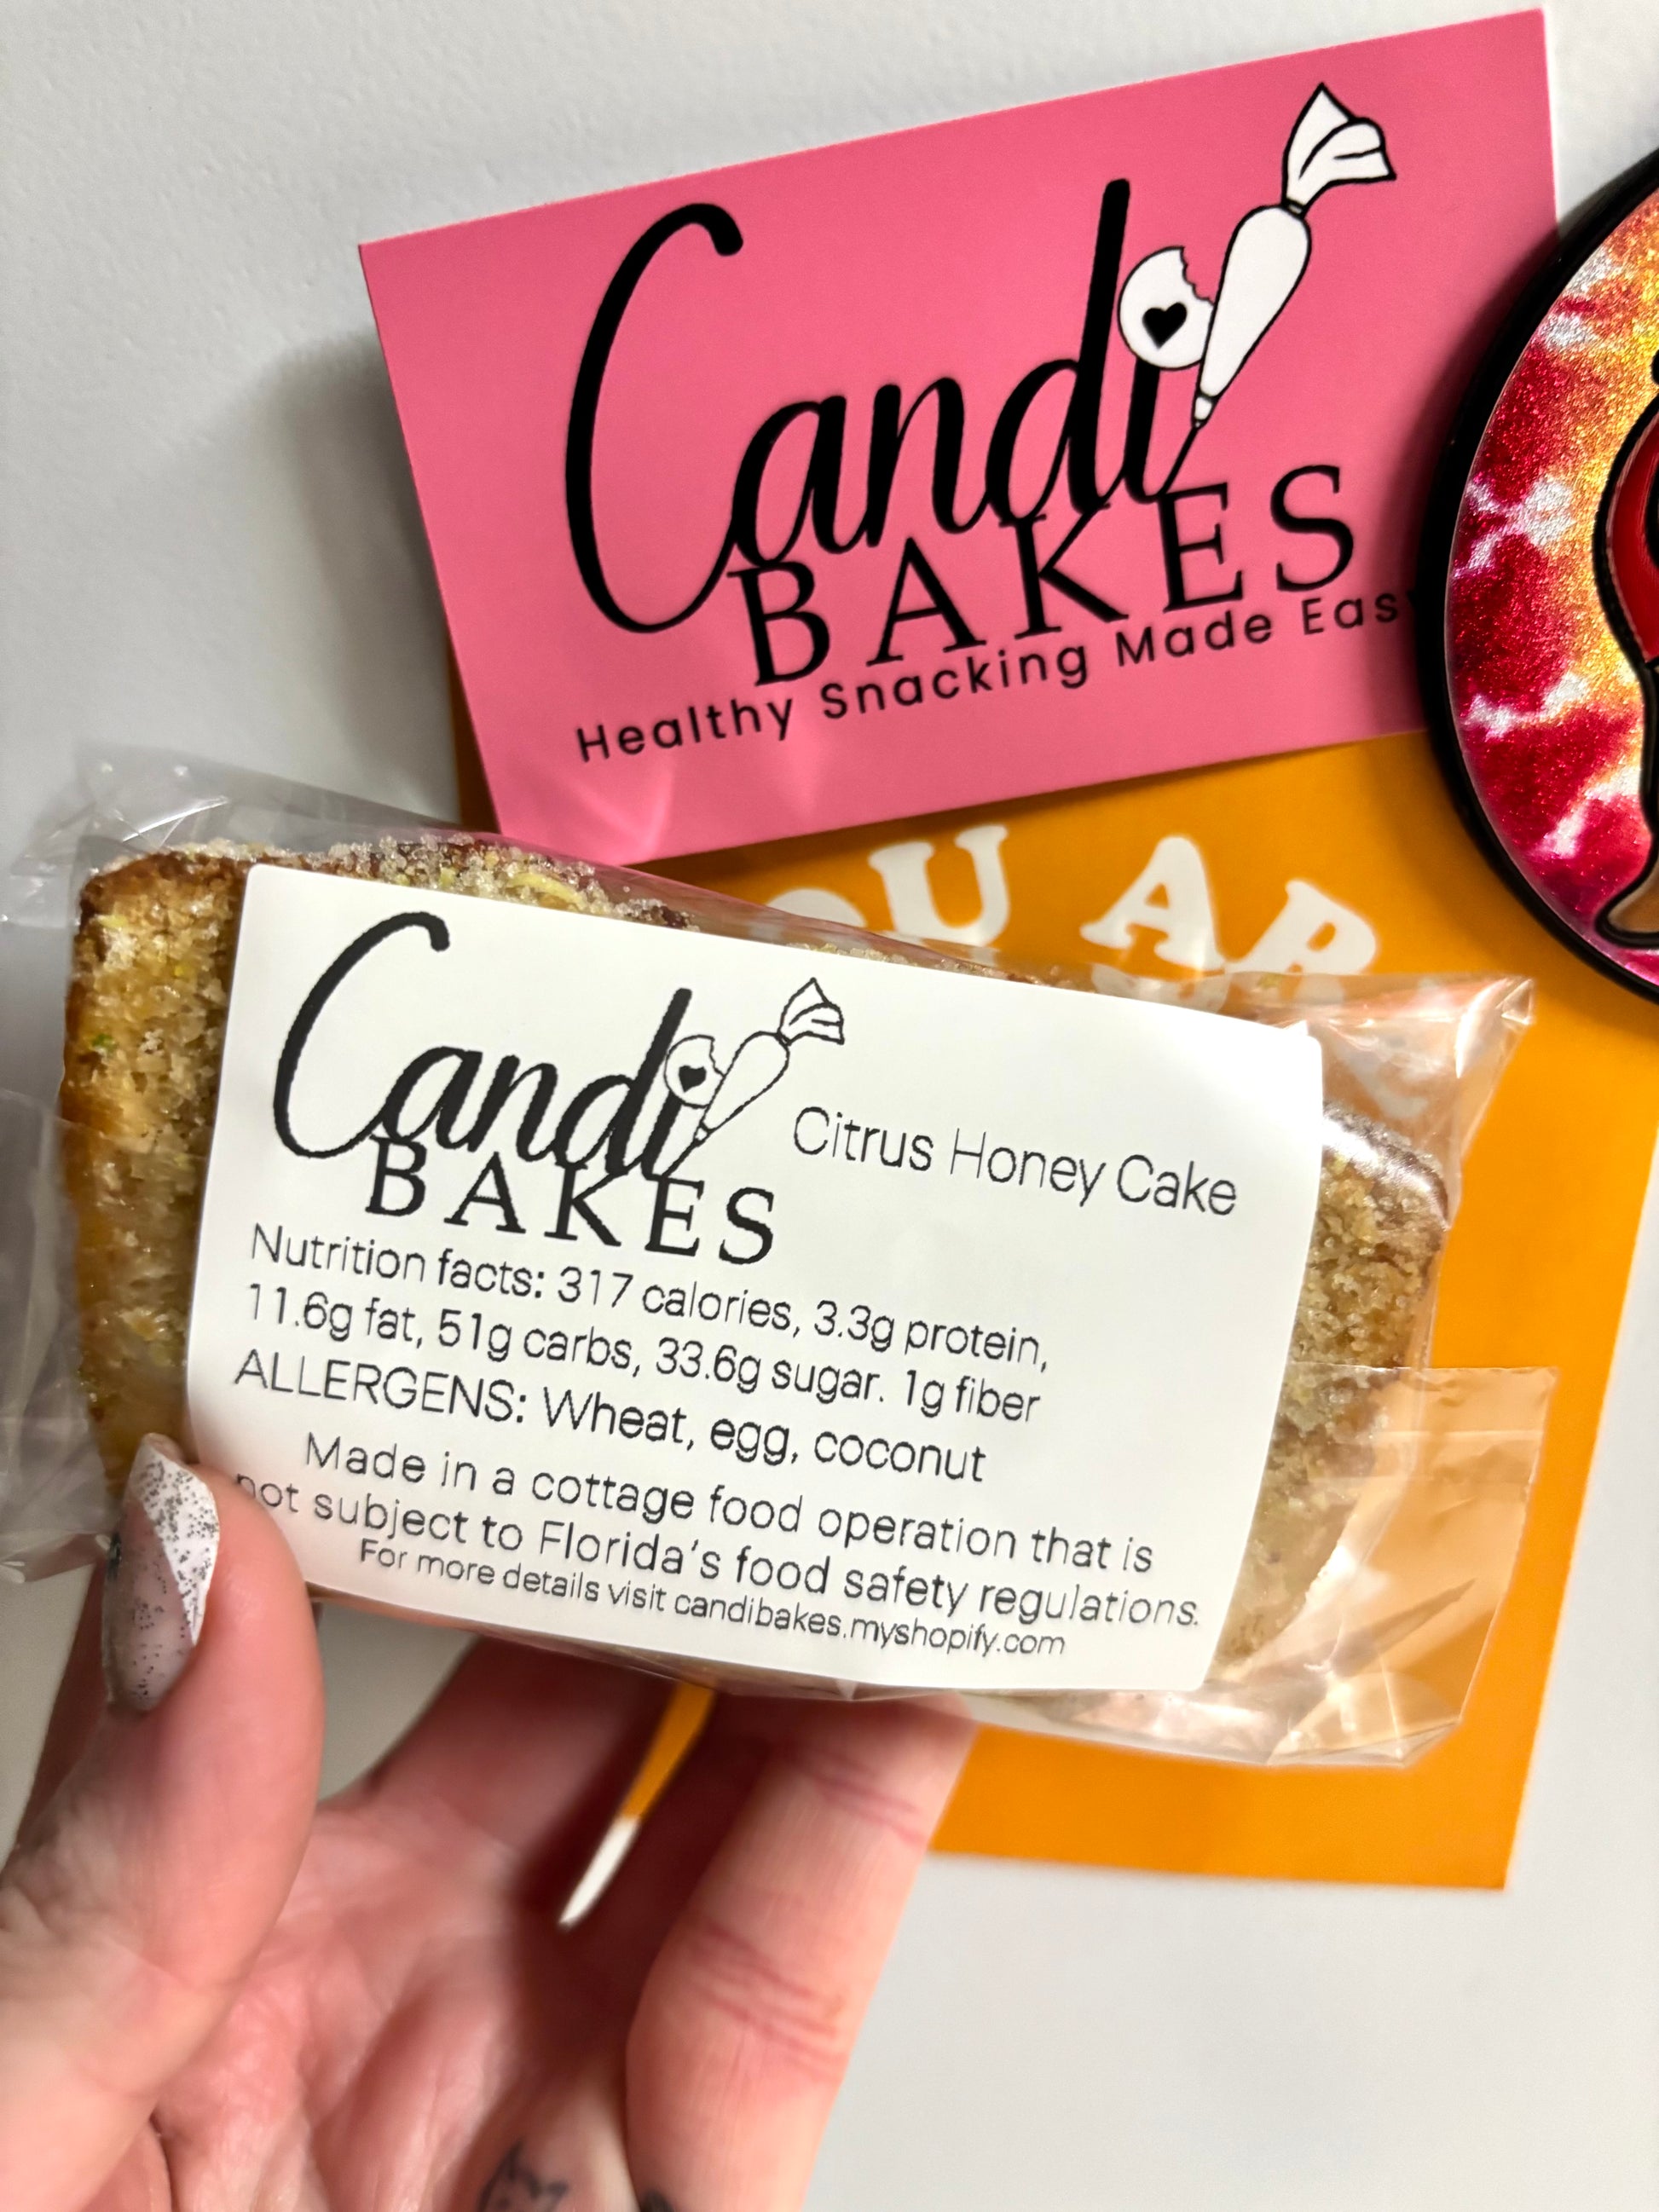 Candi
BAKES
Healthy Snacking Made Easy
Candi
BAKES
Citrus Honey Cake
Nutrition facts: 317 calories, 3.3g protein,
11.6g fat, 51g carbs, 33.6g sugar. 1g fiber
ALLERGENS: Wheat, egg, coconut
Made in a cottage food operation that is
not subject to Florida's food safety regulations.
For more details visit candibakes.myshopify.com